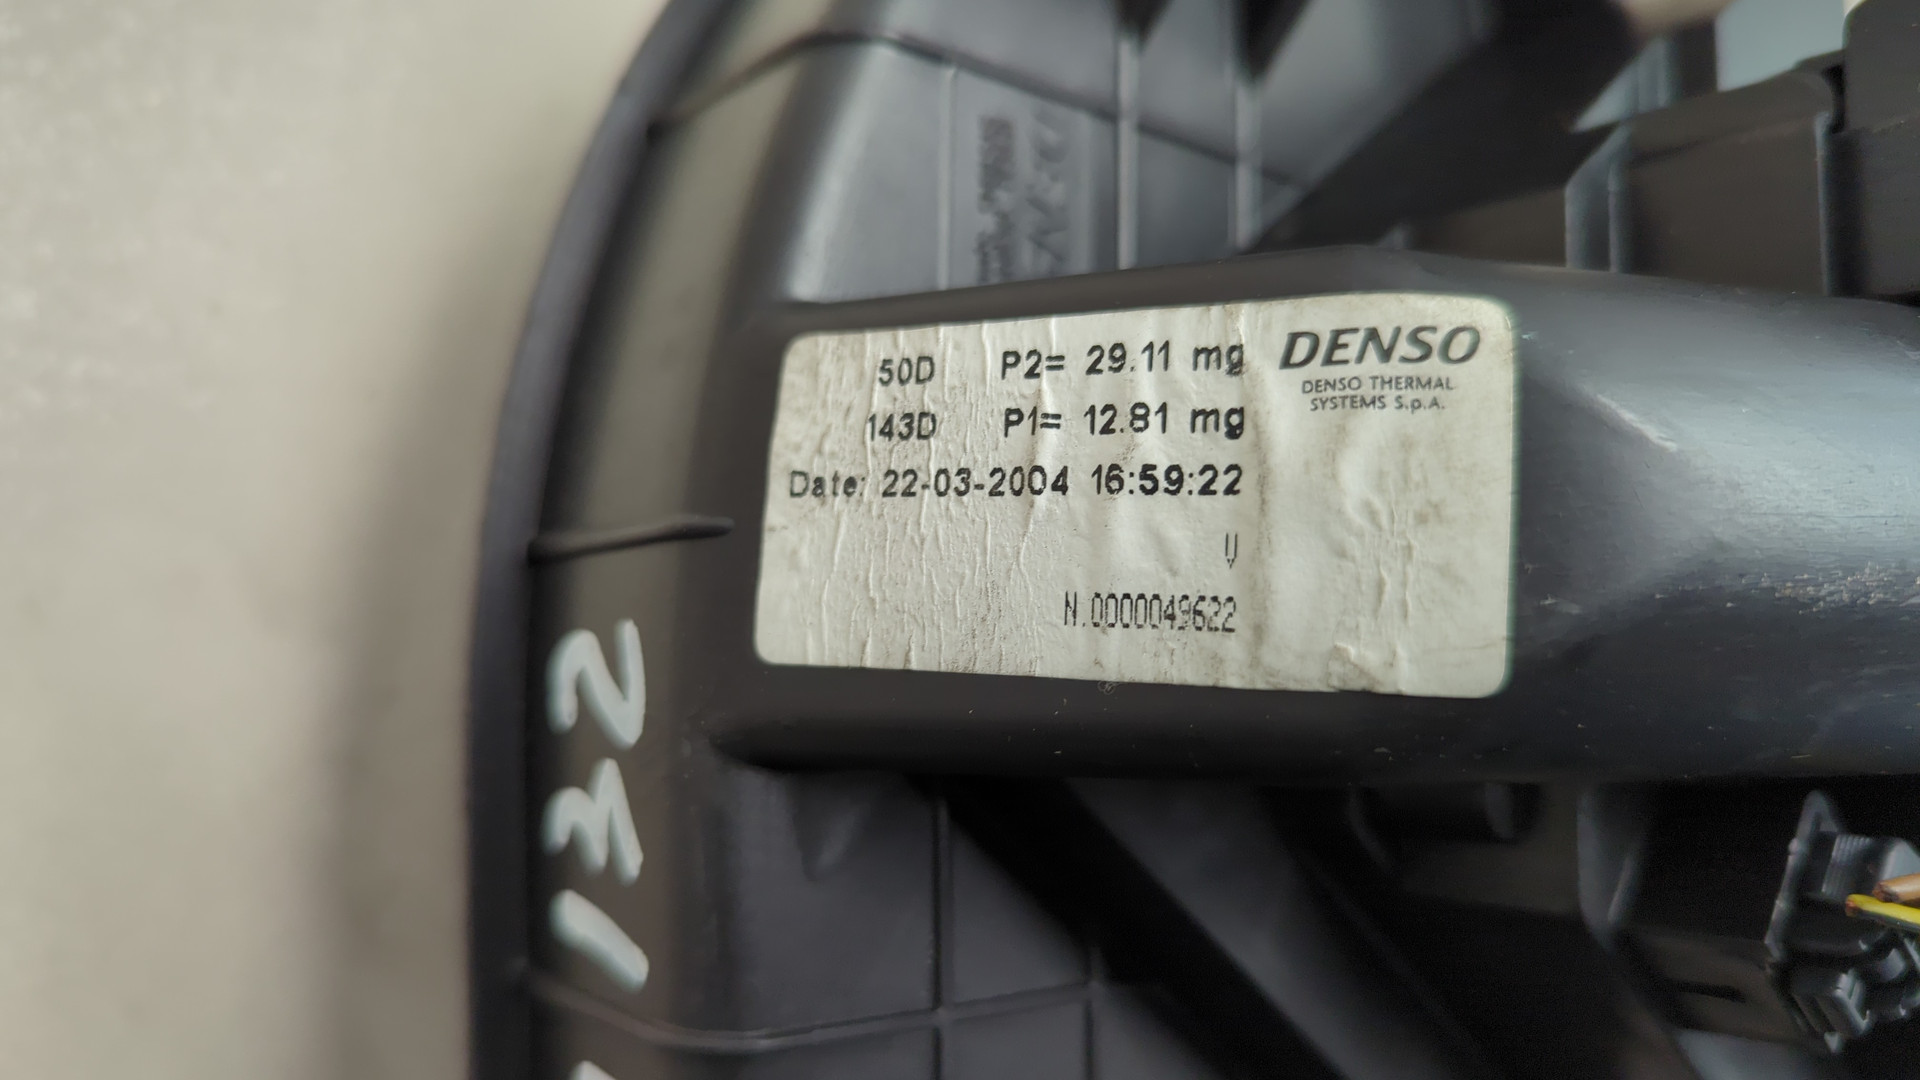 50D P2= 29.11 mg
143D P1= 12.81 mg
Date: 22-03-2004 16:59:22
V
N.0000049622
DENSO
DENSO THERMAL
SYSTEMS S.p.A.
132